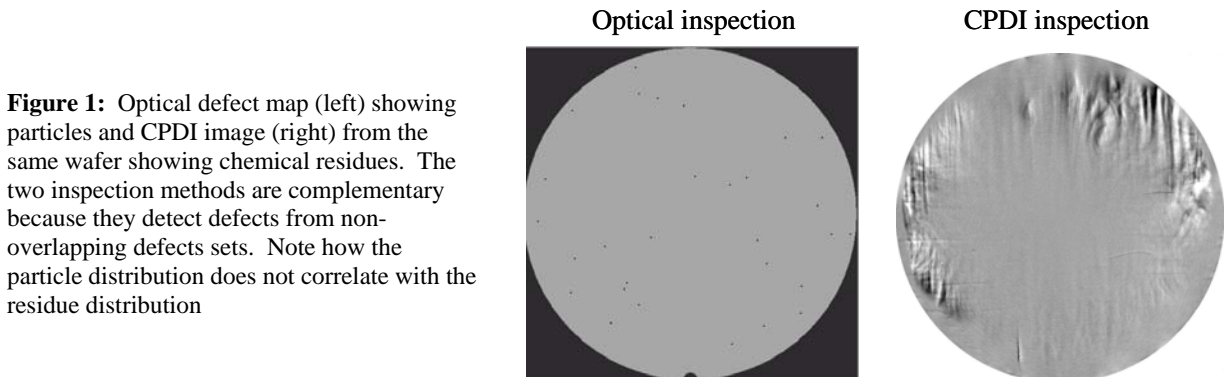 Optical inspection
CPDI inspection
Figure 1: Optical defect map (left) showing
particles and CPDI image (right) from the
same wafer showing chemical residues. The
two inspection methods are complementary
because they detect defects from non-
overlapping defects sets. Note how the
particle distribution does not correlate with the
residue distribution